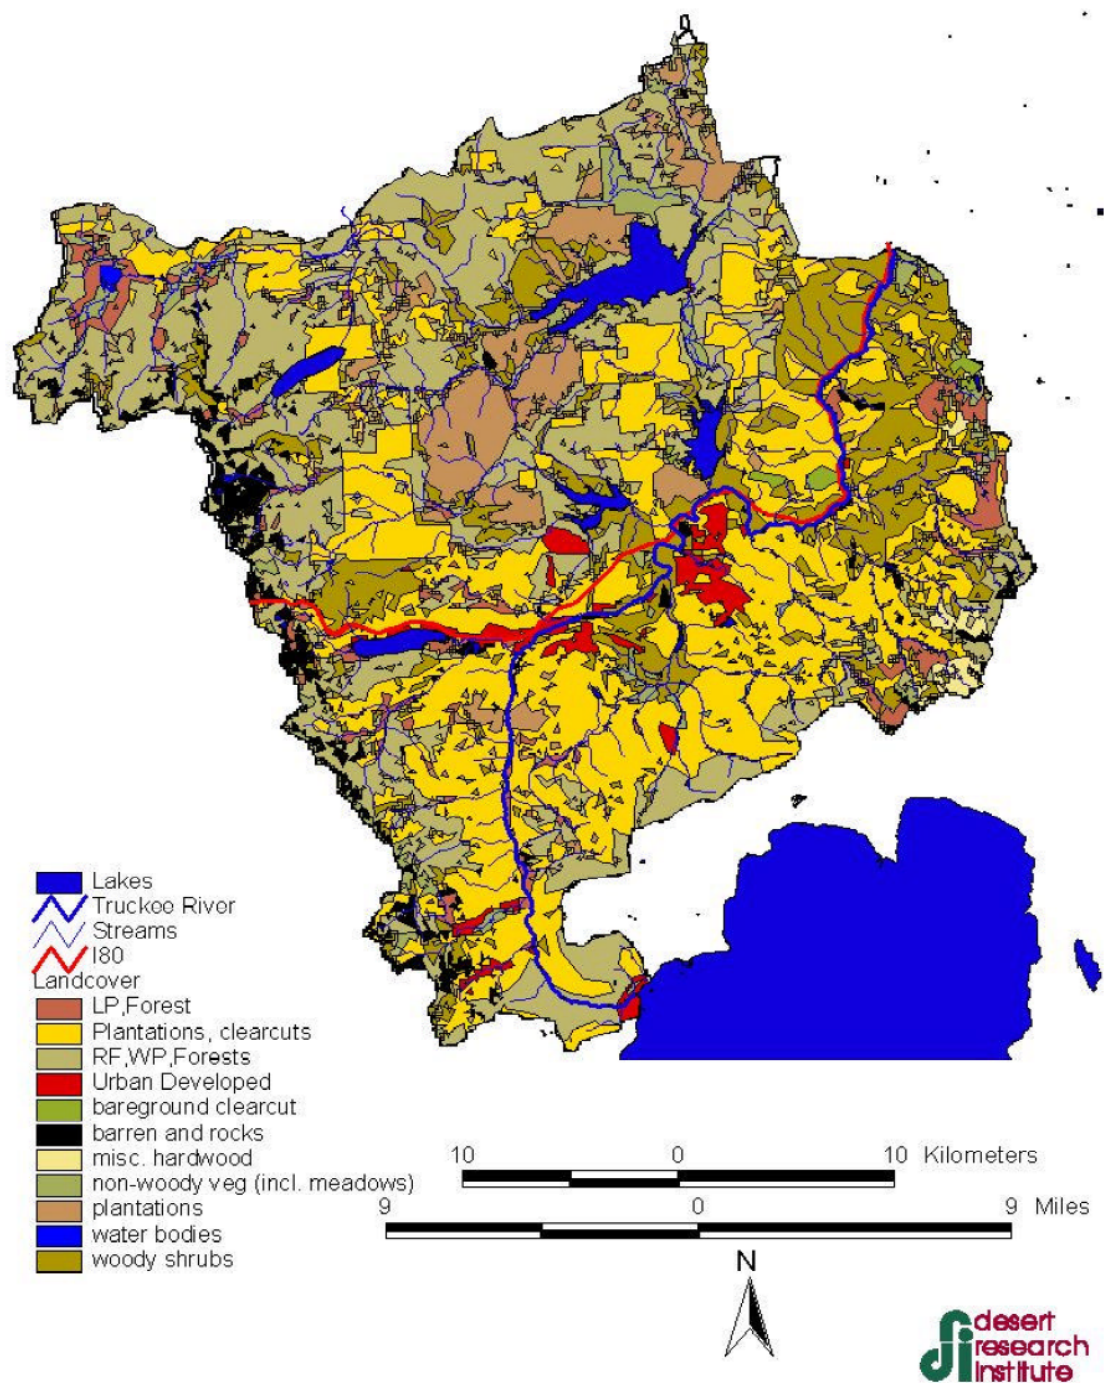 Lakes
Truckee River
Streams
I80
Landcover
LP,Forest
Plantations, clearcuts
RF,WP,Forests
Urban Developed
bareground clearcut
barren and rocks
misc. hardwood
non-woody veg (incl. meadows)
plantations
water bodies
woody shrubs
10 0 10 Kilometers
9 0 9 Miles
N
desert
research
institute